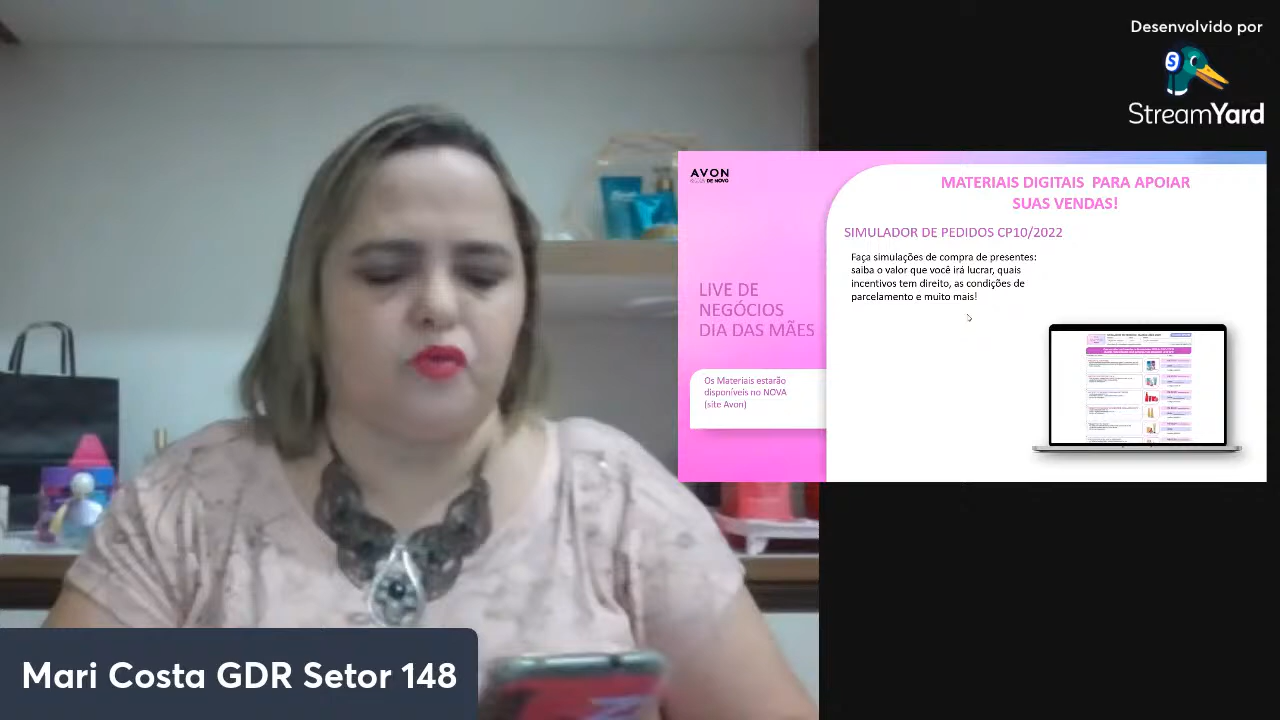 Desenvolvido por
StreamYard
AVON
MATERIAIS DIGITAIS PARA APOIAR
SUAS VENDAS!
SIMULADOR DE PEDIDOS CP10/2022
Faça simulações de compra de presentes:
saiba o valor que você irá lucrar, quais
incentivos tem direito, as condições de
parcelamento e muito mais!
LIVE DE
NEGÓCIOS
DIA DAS MÃES
Os Materiais estarão
disponíveis no NOVA
(site Avon)
Mari Costa GDR Setor 148